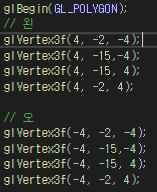 glBegin(GL_POLYGON);
// 왼
glVertex3f(4, -2, -4);
glVertex3f(4, -15,-4);
glVertex3f(4, -15, 4);
glVertex3f(4, -2, 4);
// 오
glVertex3f(-4, -2, -4);
glVertex3f(-4, -15,-4);
glVertex3f(-4, -15, 4);
glVertex3f(-4, -2, 4);